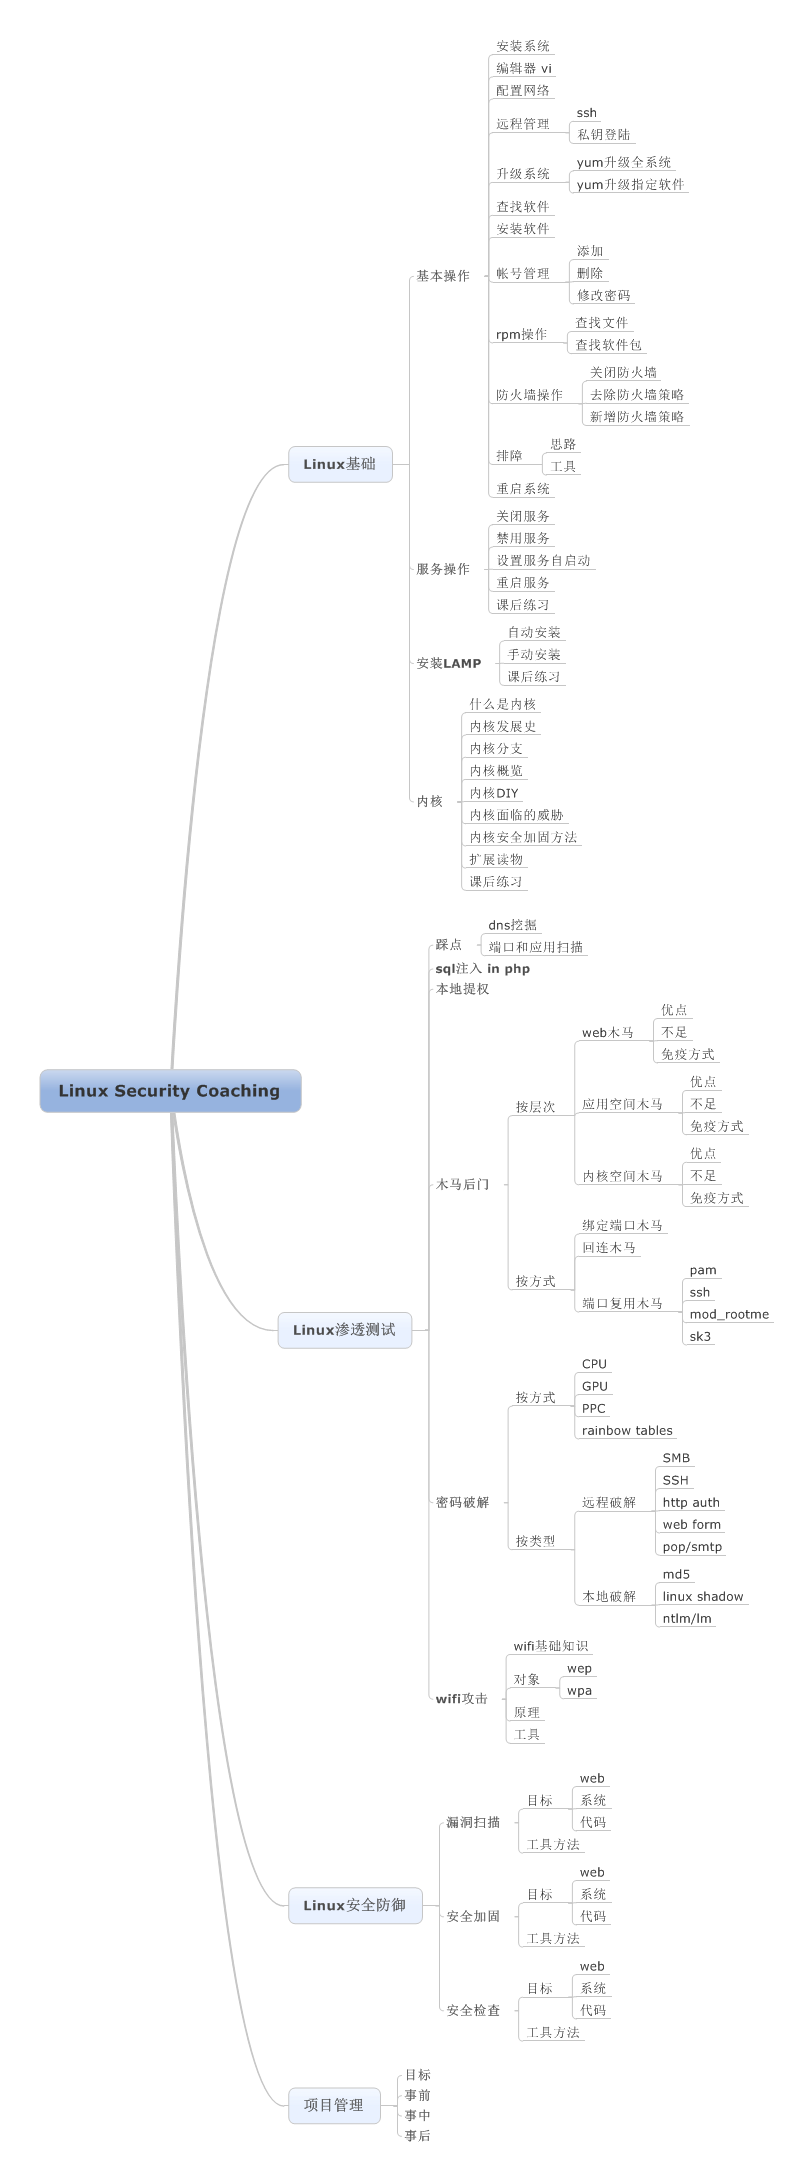 Linux Security Coaching
Linux基础
基本操作
安装系统
编辑器 vi
配置网络
远程管理
ssh
私钥登陆
升级系统
yum升级全系统
yum升级指定软件
查找软件
安装软件
帐号管理
添加
删除
修改密码
rpm操作
查找文件
查找软件包
防火墙操作
关闭防火墙
去除防火墙策略
新增防火墙策略
排障
思路
工具
重启系统
服务操作
关闭服务
禁用服务
设置服务自启动
重启服务
课后练习
安装LAMP
自动安装
手动安装
课后练习
内核
什么是内核
内核发展史
内核分支
内核概览
内核DIY
内核面临的威胁
内核安全加固方法
扩展读物
课后练习
Linux渗透测试
踩点
dns挖掘
端口和应用扫描
sql注入 in php
本地提权
木马后门
按层次
web木马
优点
不足
免疫方式
应用空间木马
优点
不足
免疫方式
内核空间木马
优点
不足
免疫方式
按方式
绑定端口木马
回连木马
端口复用木马
pam
ssh
mod_rootme
sk3
密码破解
按方式
CPU
GPU
PPC
rainbow tables
按类型
远程破解
SMB
SSH
http auth
web form
pop/smtp
本地破解
md5
linux shadow
ntlm/lm
wifi攻击
wifi基础知识
对象
wep
wpa
原理
工具
Linux安全防御
漏洞扫描
目标
web
系统
代码
工具方法
安全加固
目标
web
系统
代码
工具方法
安全检查
目标
web
系统
代码
工具方法
项目管理
目标
事前
事中
事后